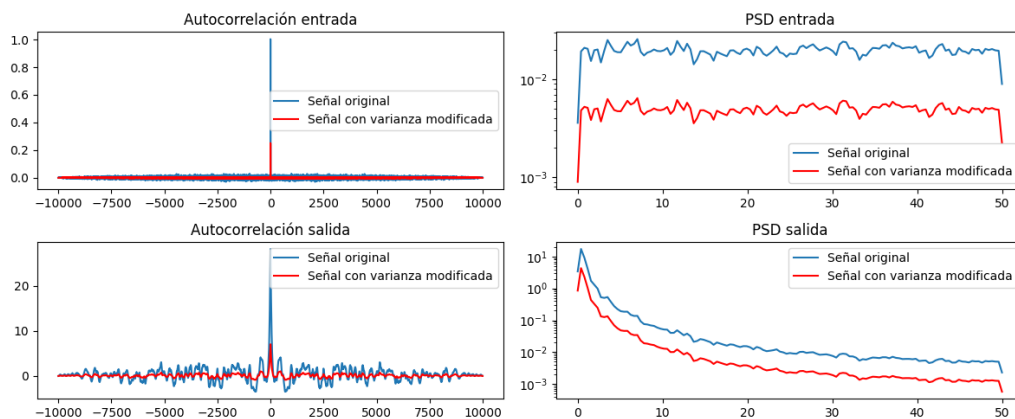 Autocorrelación entrada
1.0
0.8
0.6
0.4
0.2
0.0
Señal original
Señal con varianza modificada
−10000 −7500 −5000 −2500 0 2500 5000 7500 10000
PSD entrada
10⁻²
10⁻³
Señal original
Señal con varianza modificada
0 10 20 30 40 50
Autocorrelación salida
20
10
0
Señal original
Señal con varianza modificada
−10000 −7500 −5000 −2500 0 2500 5000 7500 10000
PSD salida
10¹
10⁰
10⁻¹
10⁻²
10⁻³
Señal original
Señal con varianza modificada
0 10 20 30 40 50